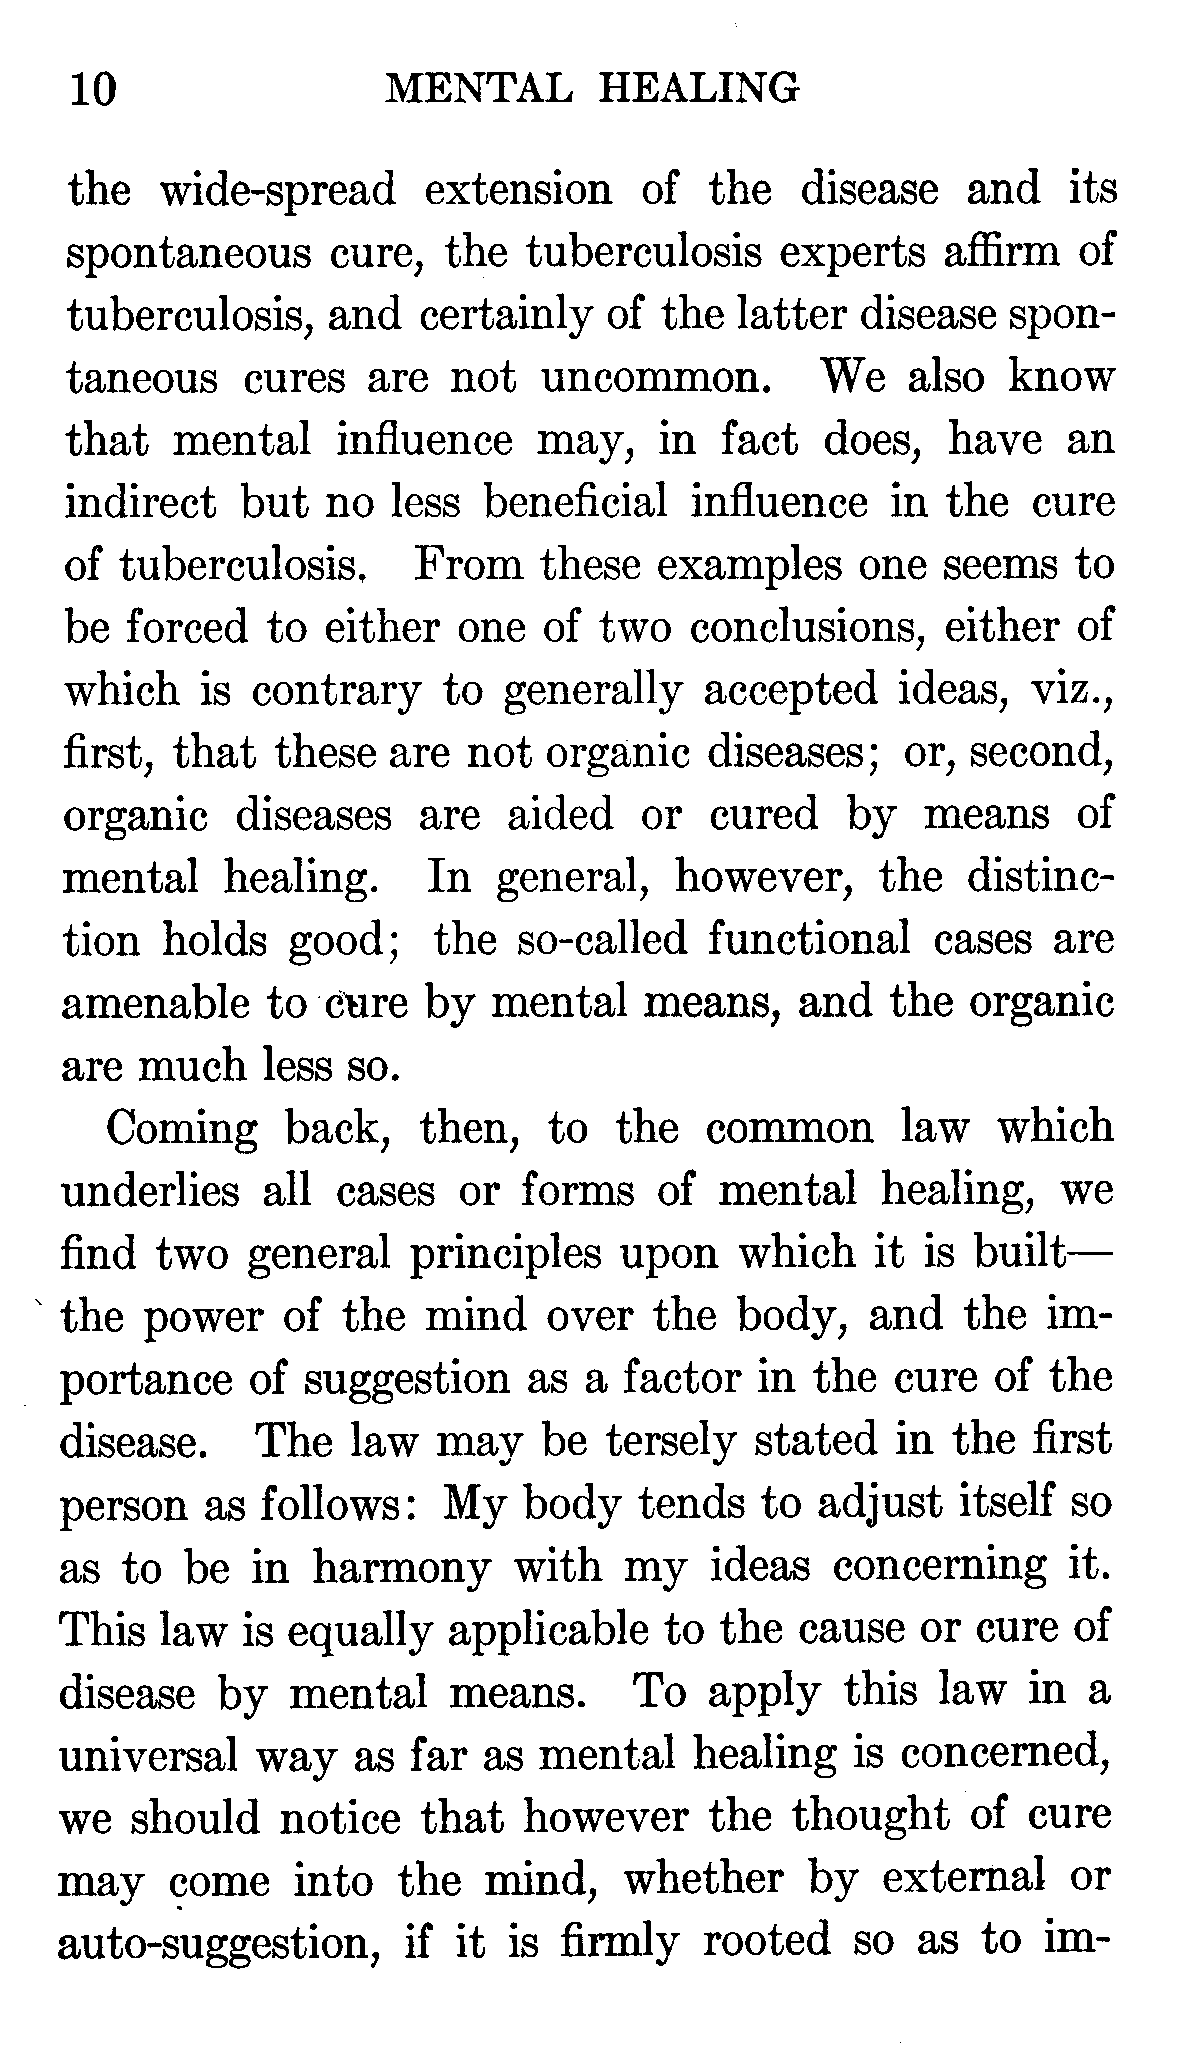 10 MENTAL HEALING
the wide-spread extension of the disease and its
spontaneous cure, the tuberculosis experts affirm of
tuberculosis, and certainly of the latter disease spon-
taneous cures are not uncommon. We also know
that mental influence may, in fact does, have an
indirect but no less beneficial influence in the cure
of tuberculosis. From these examples one seems to
be forced to either one of two conclusions, either of
which is contrary to generally accepted ideas, viz.,
first, that these are not organic diseases; or, second,
organic diseases are aided or cured by means of
mental healing. In general, however, the distinc-
tion holds good; the so-called functional cases are
amenable to cure by mental means, and the organic
are much less so.
Coming back, then, to the common law which
underlies all cases or forms of mental healing, we
find two general principles upon which it is built—
the power of the mind over the body, and the im-
portance of suggestion as a factor in the cure of the
disease. The law may be tersely stated in the first
person as follows: My body tends to adjust itself so
as to be in harmony with my ideas concerning it.
This law is equally applicable to the cause or cure of
disease by mental means. To apply this law in a
universal way as far as mental healing is concerned,
we should notice that however the thought of cure
may come into the mind, whether by external or
auto-suggestion, if it is firmly rooted so as to im-